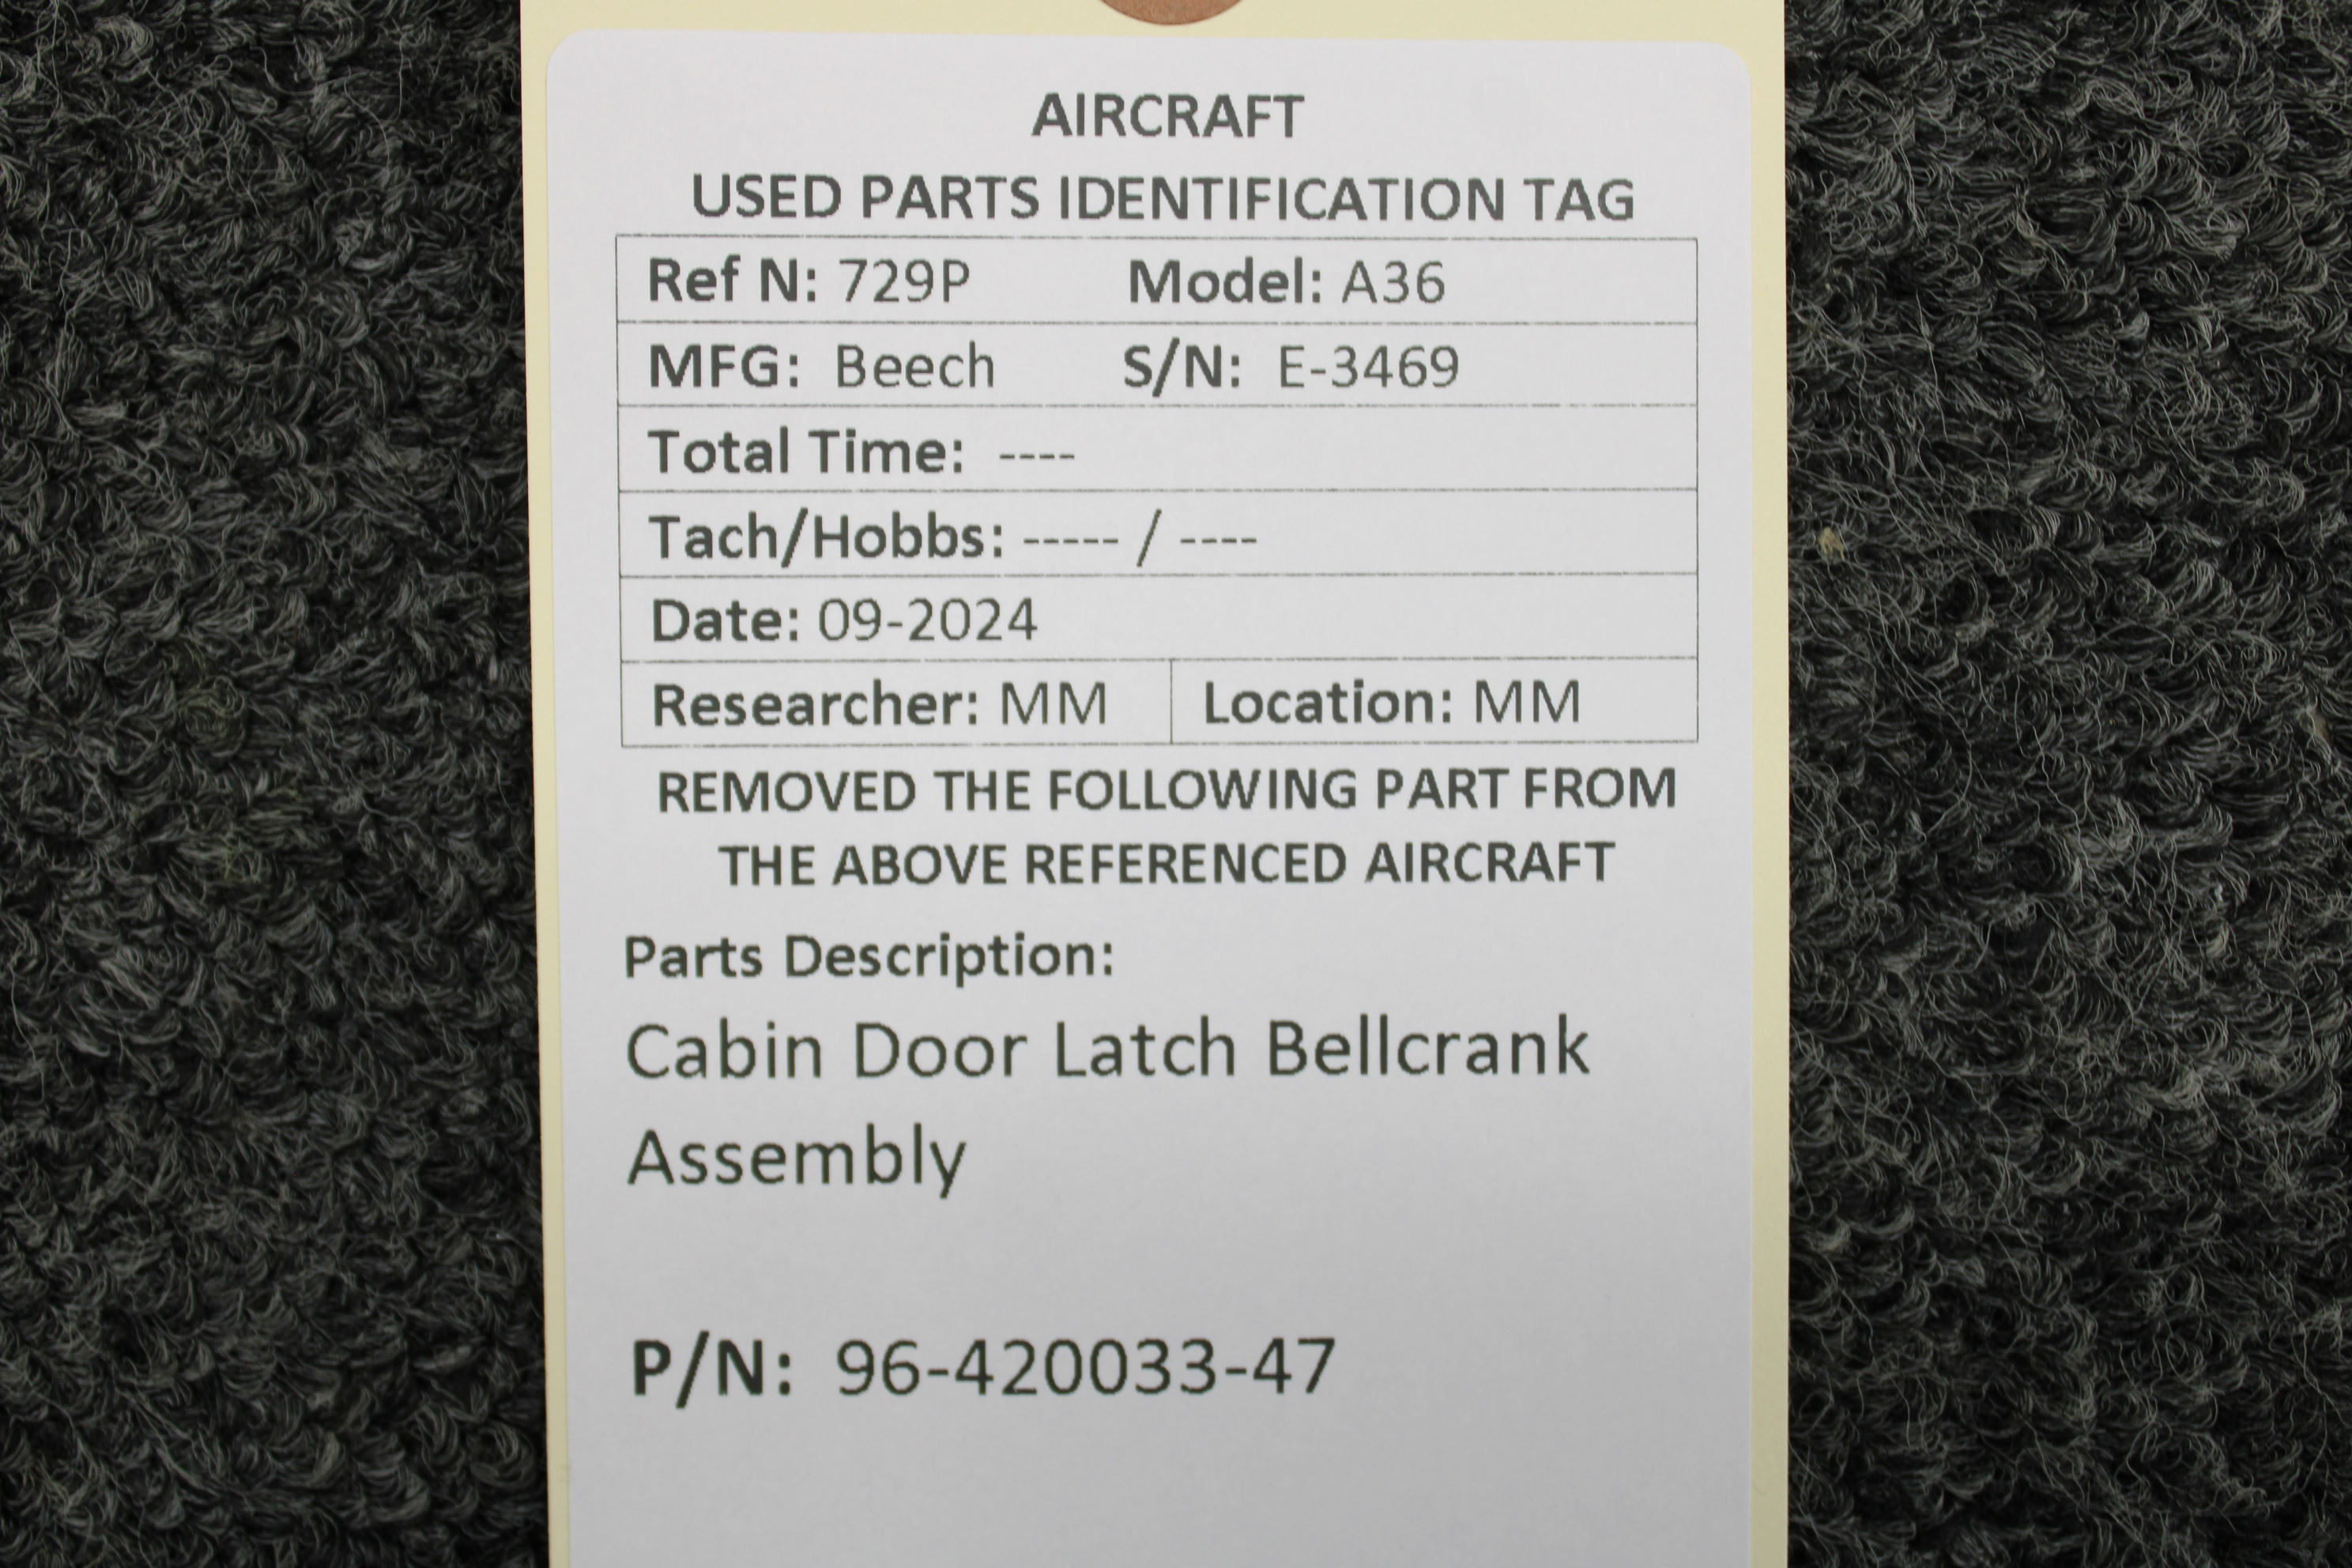 AIRCRAFT
USED PARTS IDENTIFICATION TAG
Ref N: 729P Model: A36
MFG: Beech S/N: E-3469
Total Time: ----
Tach/Hobbs: ----- / ----
Date: 09-2024
Researcher: MM Location: MM
REMOVED THE FOLLOWING PART FROM
THE ABOVE REFERENCED AIRCRAFT
Parts Description:
Cabin Door Latch Bellcrank
Assembly
P/N: 96-420033-47